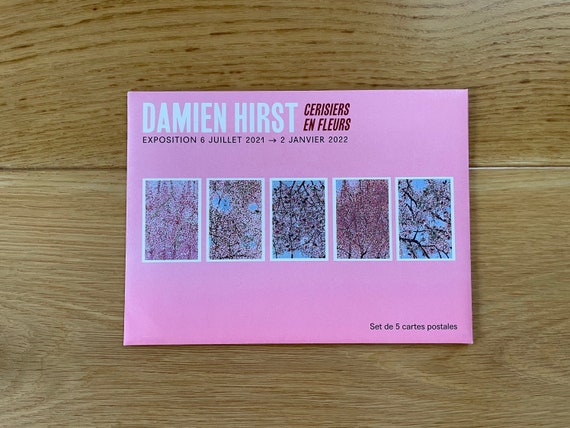 DAMIEN HIRST CERISIERS
EN FLEURS
EXPOSITION 6 JUILLET 2021 → 2 JANVIER 2022
Set de 5 cartes postales